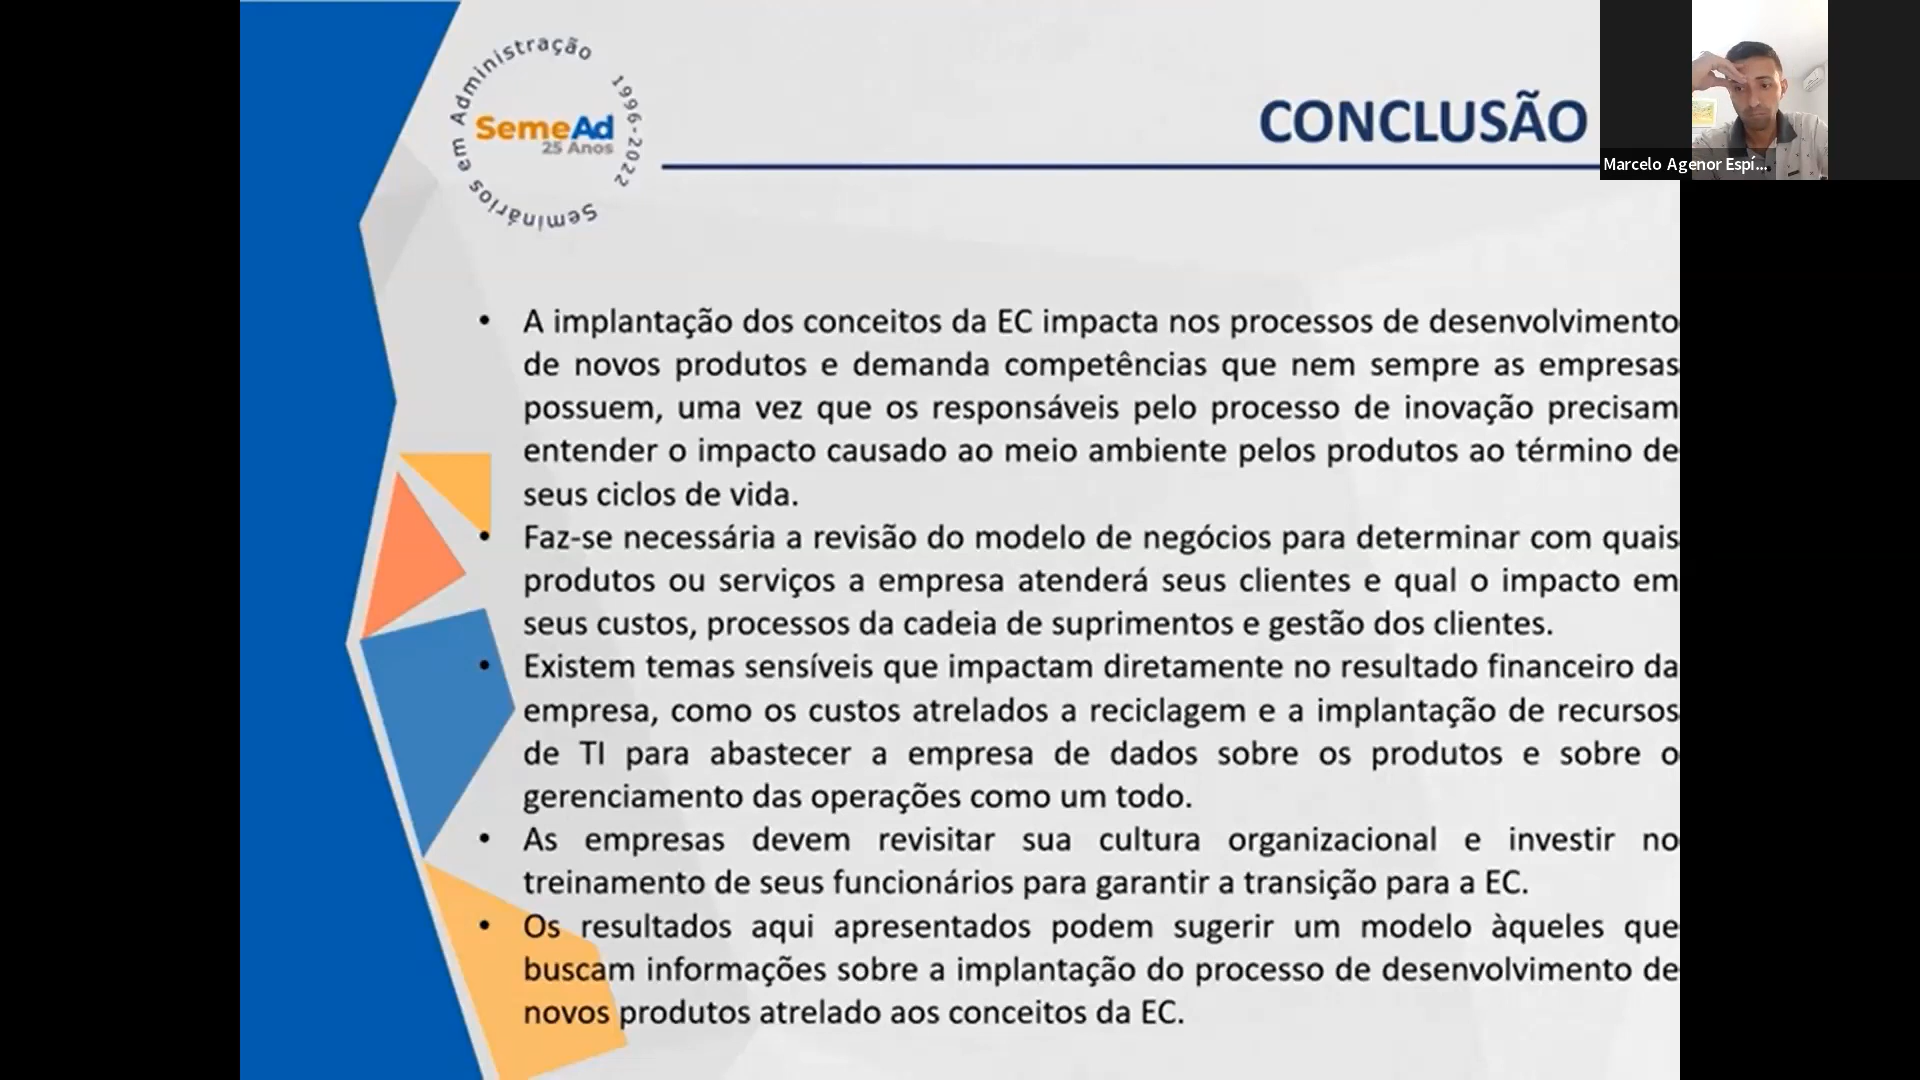 Seminários em Administração 1996-2022
SemeAd
25 Anos
CONCLUSÃO
Marcelo Agenor Espí...
• A implantação dos conceitos da EC impacta nos processos de desenvolvimento
de novos produtos e demanda competências que nem sempre as empresas
possuem, uma vez que os responsáveis pelo processo de inovação precisam
entender o impacto causado ao meio ambiente pelos produtos ao término de
seus ciclos de vida.
• Faz-se necessária a revisão do modelo de negócios para determinar com quais
produtos ou serviços a empresa atenderá seus clientes e qual o impacto em
seus custos, processos da cadeia de suprimentos e gestão dos clientes.
• Existem temas sensíveis que impactam diretamente no resultado financeiro da
empresa, como os custos atrelados a reciclagem e a implantação de recursos
de TI para abastecer a empresa de dados sobre os produtos e sobre o
gerenciamento das operações como um todo.
• As empresas devem revisitar sua cultura organizacional e investir no
treinamento de seus funcionários para garantir a transição para a EC.
• Os resultados aqui apresentados podem sugerir um modelo àqueles que
buscam informações sobre a implantação do processo de desenvolvimento de
novos produtos atrelado aos conceitos da EC.